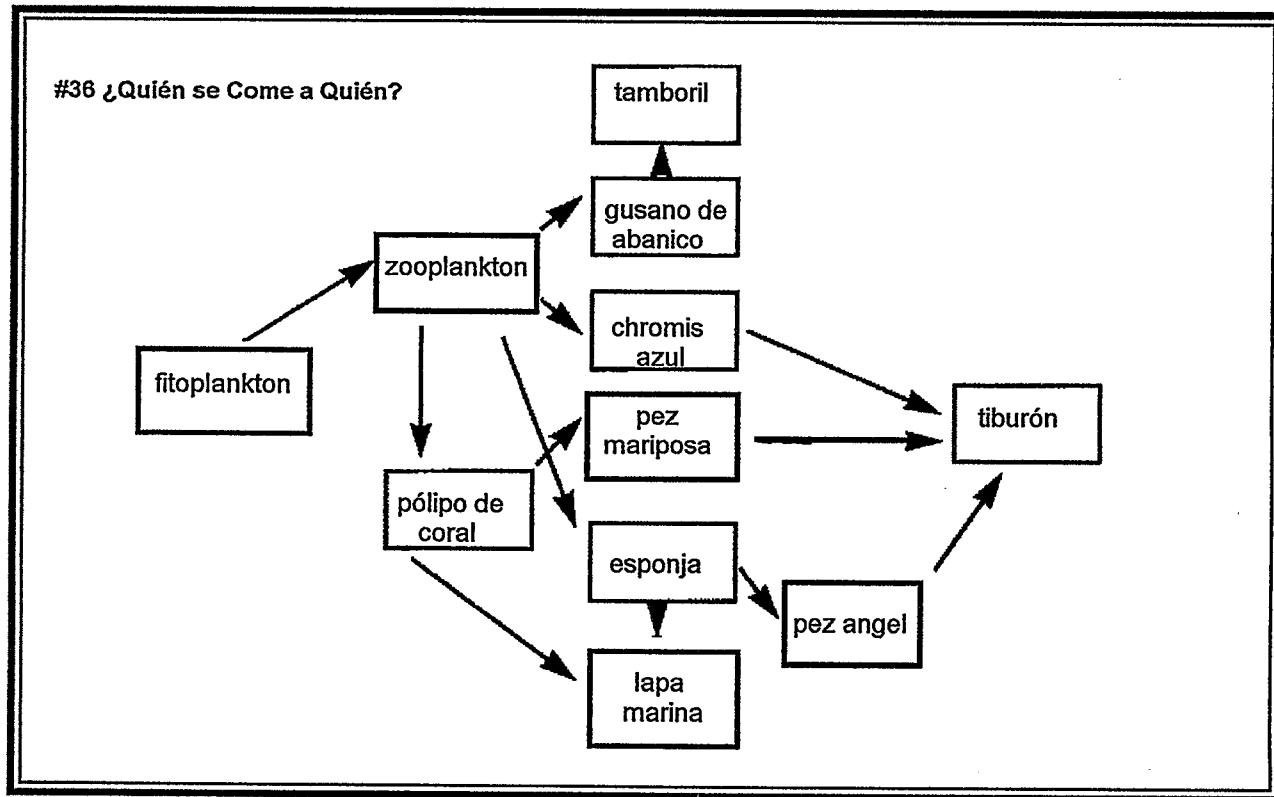 #36 ¿Quién se Come a Quién?
tamboril
gusano de
abanico
zooplankton
chromis
azul
fitoplankton
pez
mariposa
tiburón
pólipo de
coral
esponja
pez angel
lapa
marina